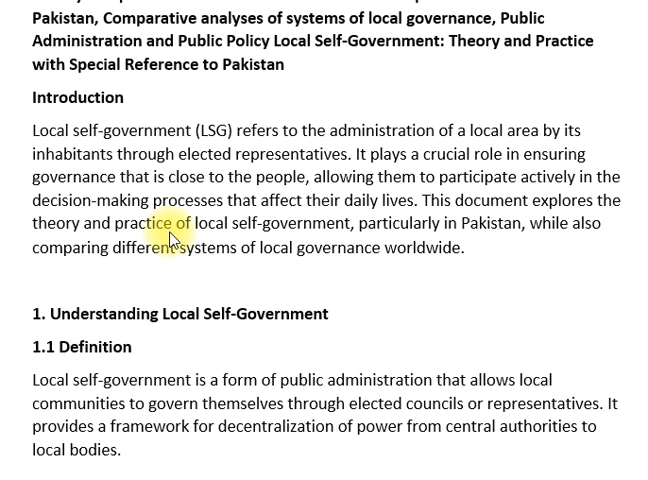 Pakistan, Comparative analyses of systems of local governance, Public
Administration and Public Policy Local Self-Government: Theory and Practice
with Special Reference to Pakistan
Introduction
Local self-government (LSG) refers to the administration of a local area by its
inhabitants through elected representatives. It plays a crucial role in ensuring
governance that is close to the people, allowing them to participate actively in the
decision-making processes that affect their daily lives. This document explores the
theory and practice of local self-government, particularly in Pakistan, while also
comparing different systems of local governance worldwide.
1. Understanding Local Self-Government
1.1 Definition
Local self-government is a form of public administration that allows local
communities to govern themselves through elected councils or representatives. It
provides a framework for decentralization of power from central authorities to
local bodies.